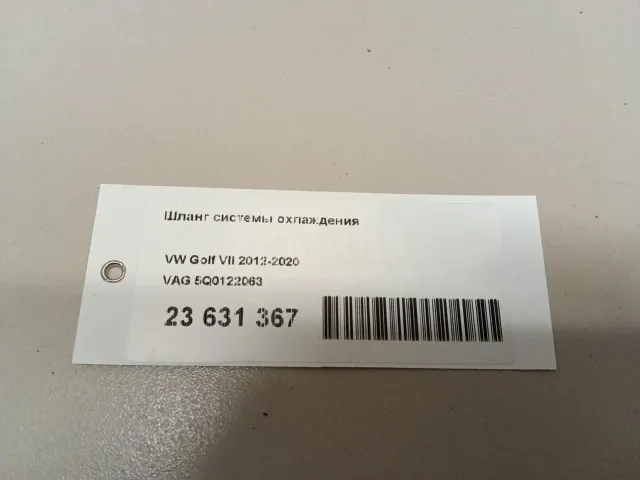 Шланг системы охлаждения
VW Golf VII 2012-2020
VAG 5Q0122063
23 631 367